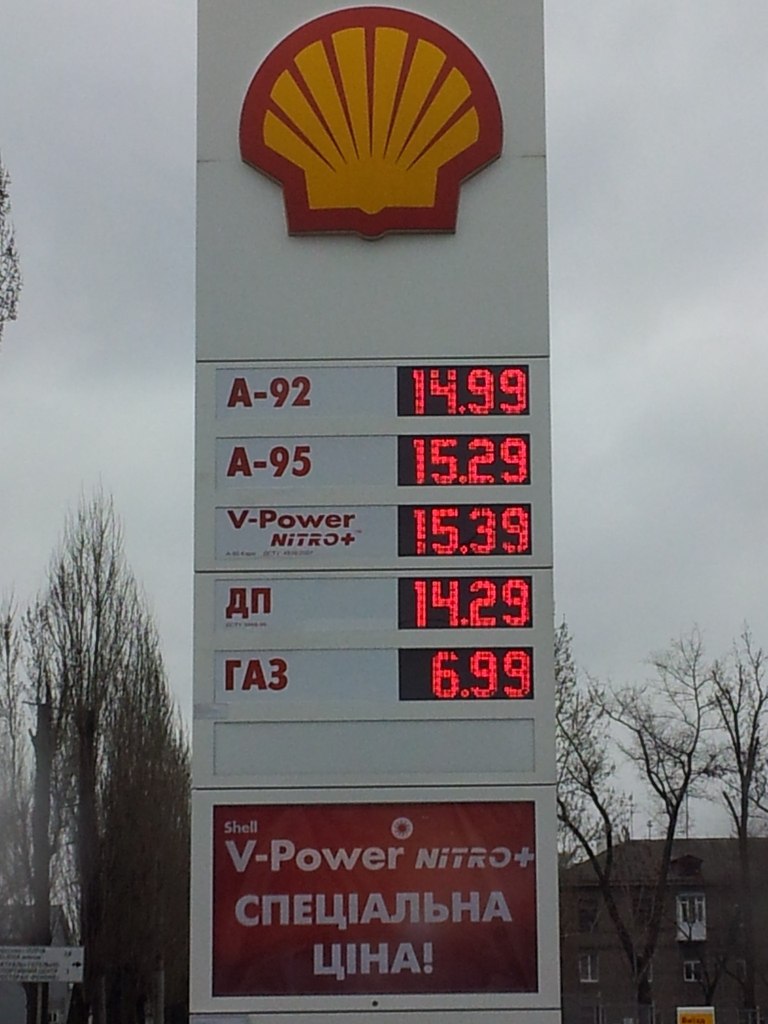 А-92 14.99
А-95 15.29
V-Power 15.39
NiTRO+
ДП 14.29
ГАЗ 6.99
Shell
V-Power NiTRO+
СПЕЦІАЛЬНА
ЦІНА!